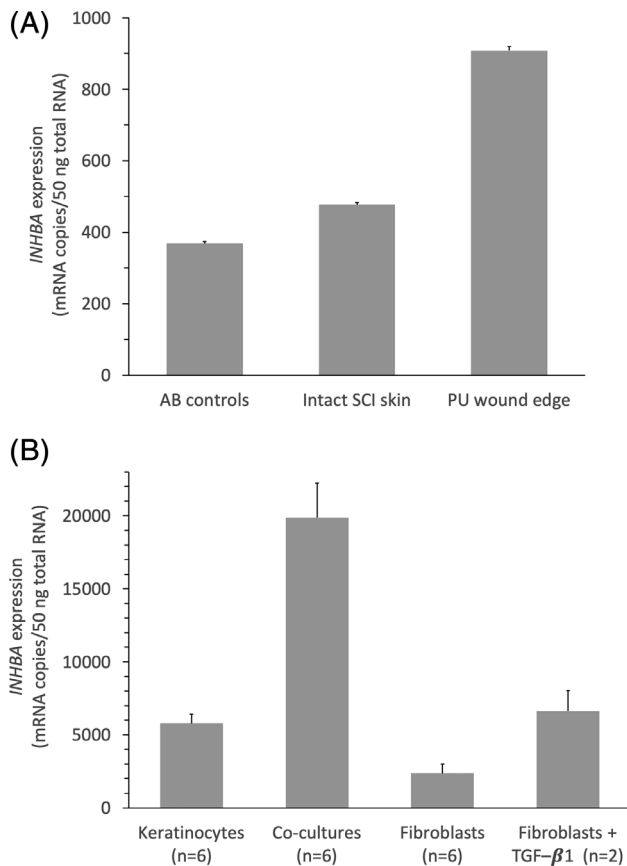 (A)
INHBA expression
(mRNA copies/50 ng total RNA)
1000
800
600
400
200
0
AB controls Intact SCI skin PU wound edge
(B)
INHBA expression
(mRNA copies/50 ng total RNA)
20000
15000
10000
5000
0
Keratinocytes Co-cultures Fibroblasts Fibroblasts +
(n=6) (n=6) (n=6) TGF–β1 (n=2)